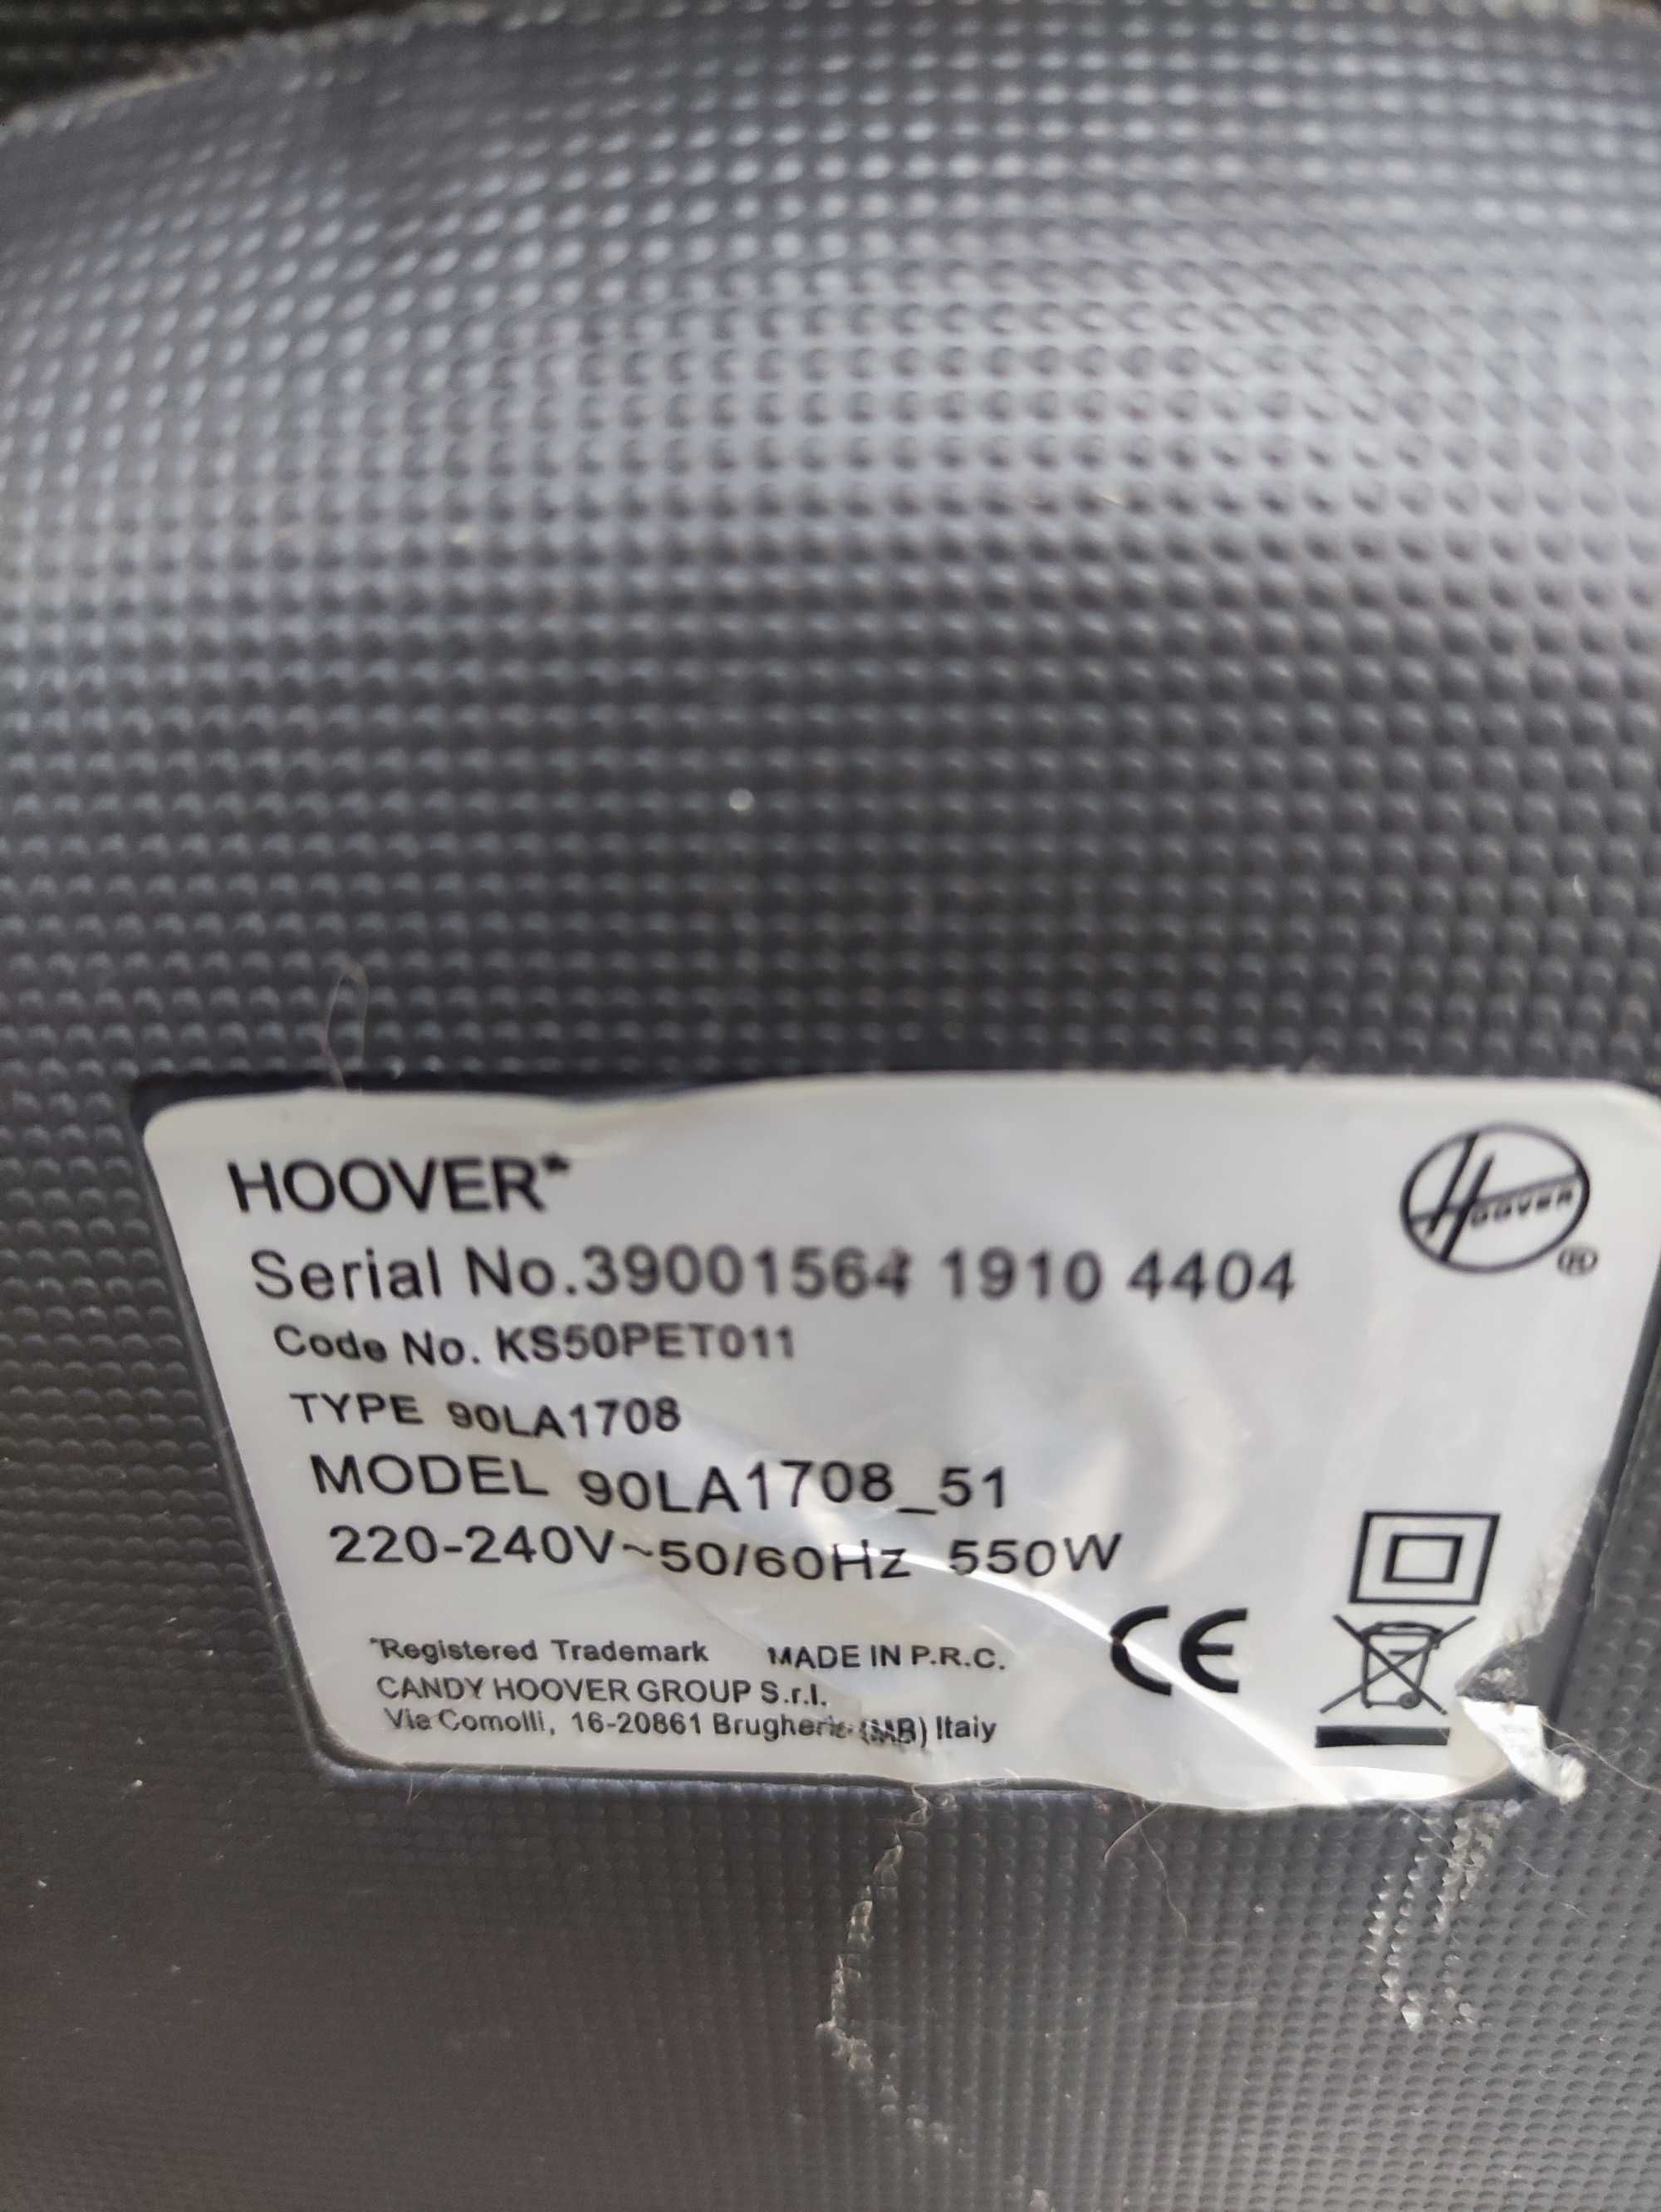 HOOVER*
HOOVER
®
Serial No.39001564 1910 4404
Code No. KS50PET011
TYPE 90LA1708
MODEL 90LA1708_51
220-240V~50/60Hz 550W
*Registered Trademark MADE IN P.R.C.
CE
CANDY HOOVER GROUP S.r.l.
Via Comolli, 16-20861 Brugherio (MB) Italy